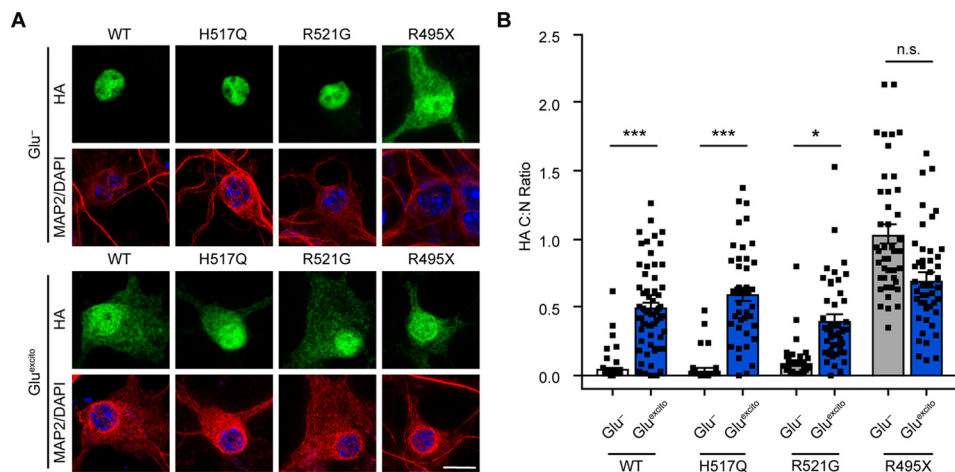 A
WT H517Q R521G R495X
Glu⁻
HA
MAP2/DAPI
WT H517Q R521G R495X
Glu^excito
HA
MAP2/DAPI
B
HA C:N Ratio
2.5
2.0
1.5
1.0
0.5
0.0
*** *** * n.s.
Glu⁻ Glu^excito Glu⁻ Glu^excito Glu⁻ Glu^excito Glu⁻ Glu^excito
WT H517Q R521G R495X